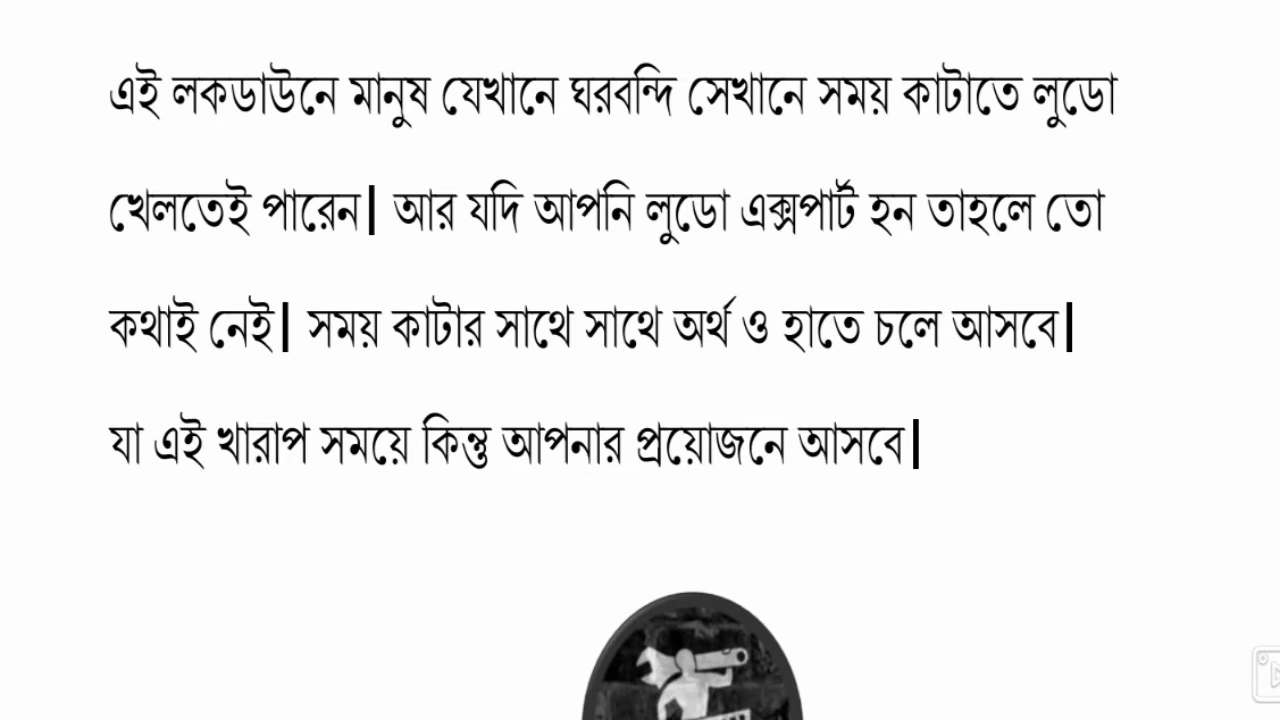 এই লকডাউনে মানুষ যেখানে ঘরবন্দি সেখানে সময় কাটাতে লুডো
খেলতেই পারেন| আর যদি আপনি লুডো এক্সপার্ট হন তাহলে তো
কথাই নেই| সময় কাটার সাথে সাথে অর্থ ও হাতে চলে আসবে|
যা এই খারাপ সময়ে কিন্তু আপনার প্রয়োজনে আসবে|